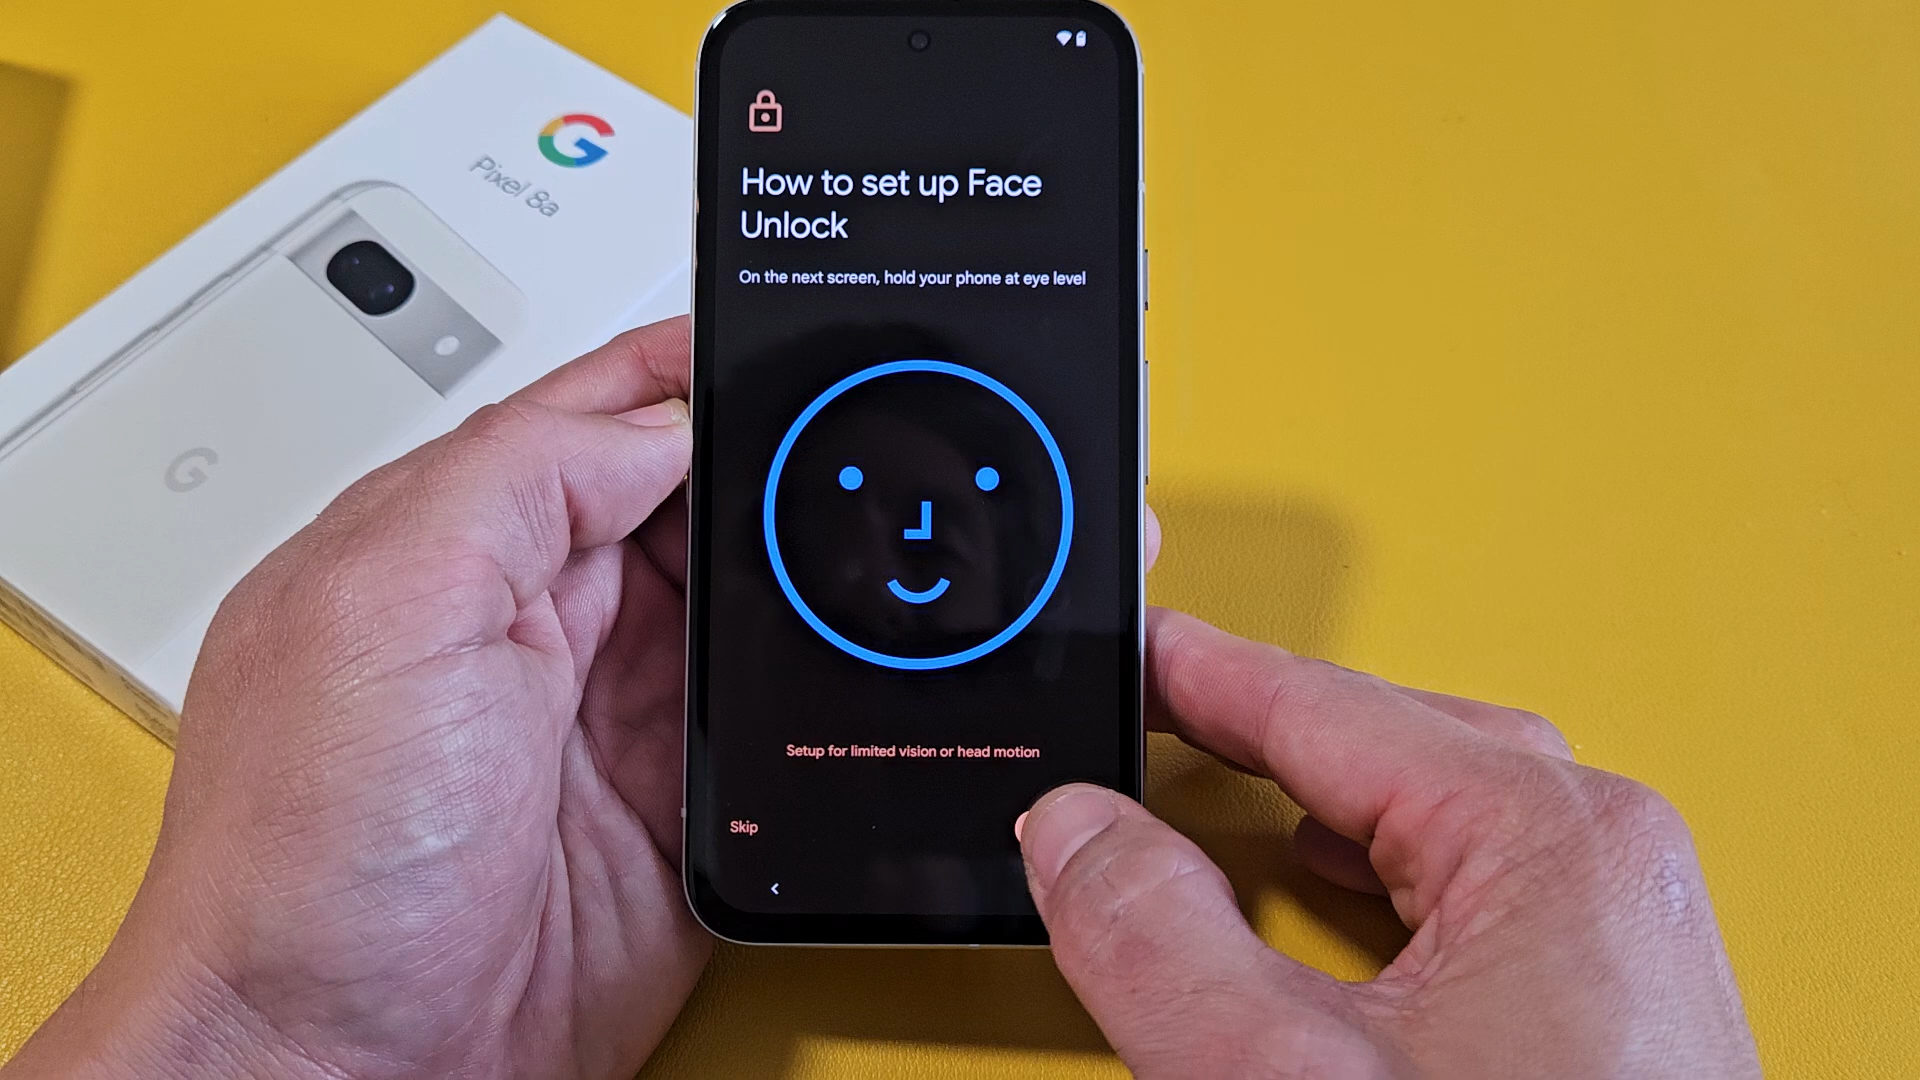 Pixel 8a
How to set up Face
Unlock
On the next screen, hold your phone at eye level
Setup for limited vision or head motion
Skip